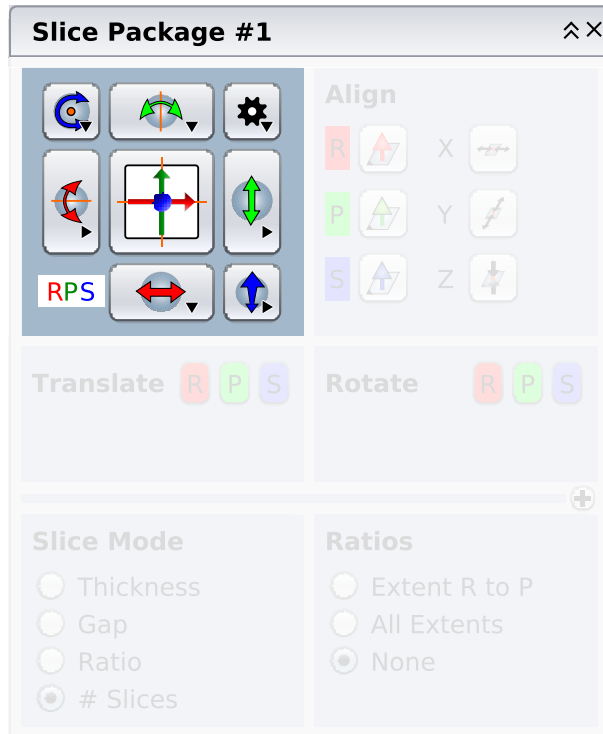 Slice Package #1
RPS
Align
R X
P Y
S Z
Translate R P S
Rotate R P S
Slice Mode
Thickness
Gap
Ratio
# Slices
Ratios
Extent R to P
All Extents
None